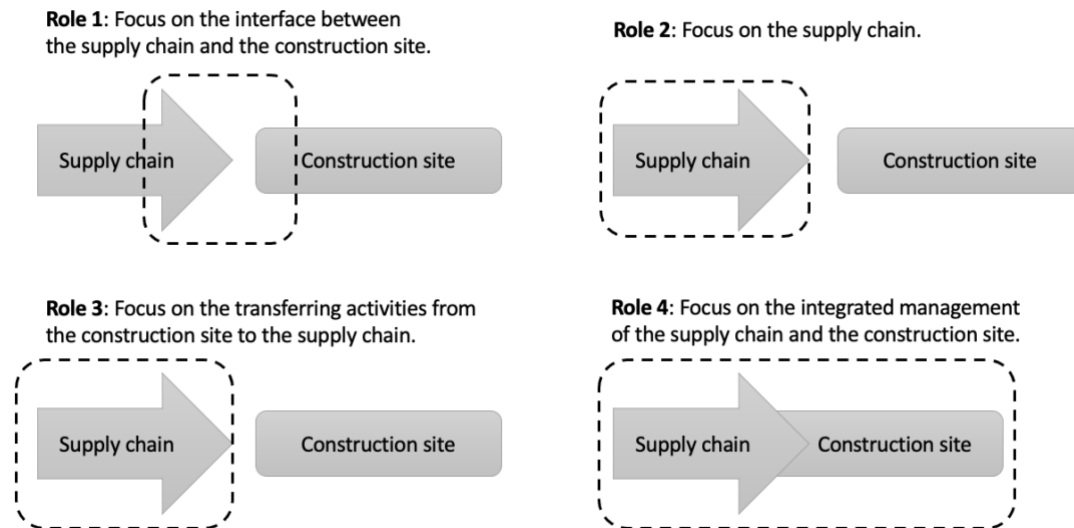 Role 1: Focus on the interface between
the supply chain and the construction site.
Supply chain
Construction site
Role 2: Focus on the supply chain.
Supply chain
Construction site
Role 3: Focus on the transferring activities from
the construction site to the supply chain.
Supply chain
Construction site
Role 4: Focus on the integrated management
of the supply chain and the construction site.
Supply chain
Construction site